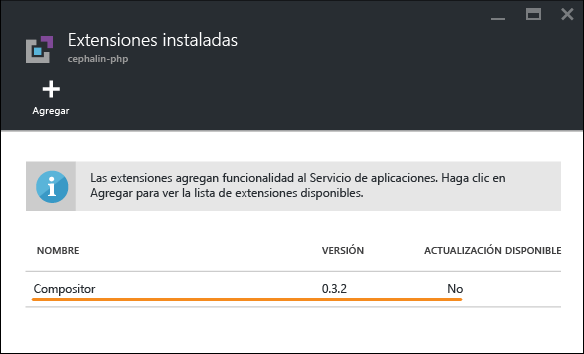 Extensiones instaladas
cephalin-php
Agregar
Las extensiones agregan funcionalidad al Servicio de aplicaciones. Haga clic en
Agregar para ver la lista de extensiones disponibles.
NOMBRE VERSIÓN ACTUALIZACIÓN DISPONIBLE
Compositor 0.3.2 No